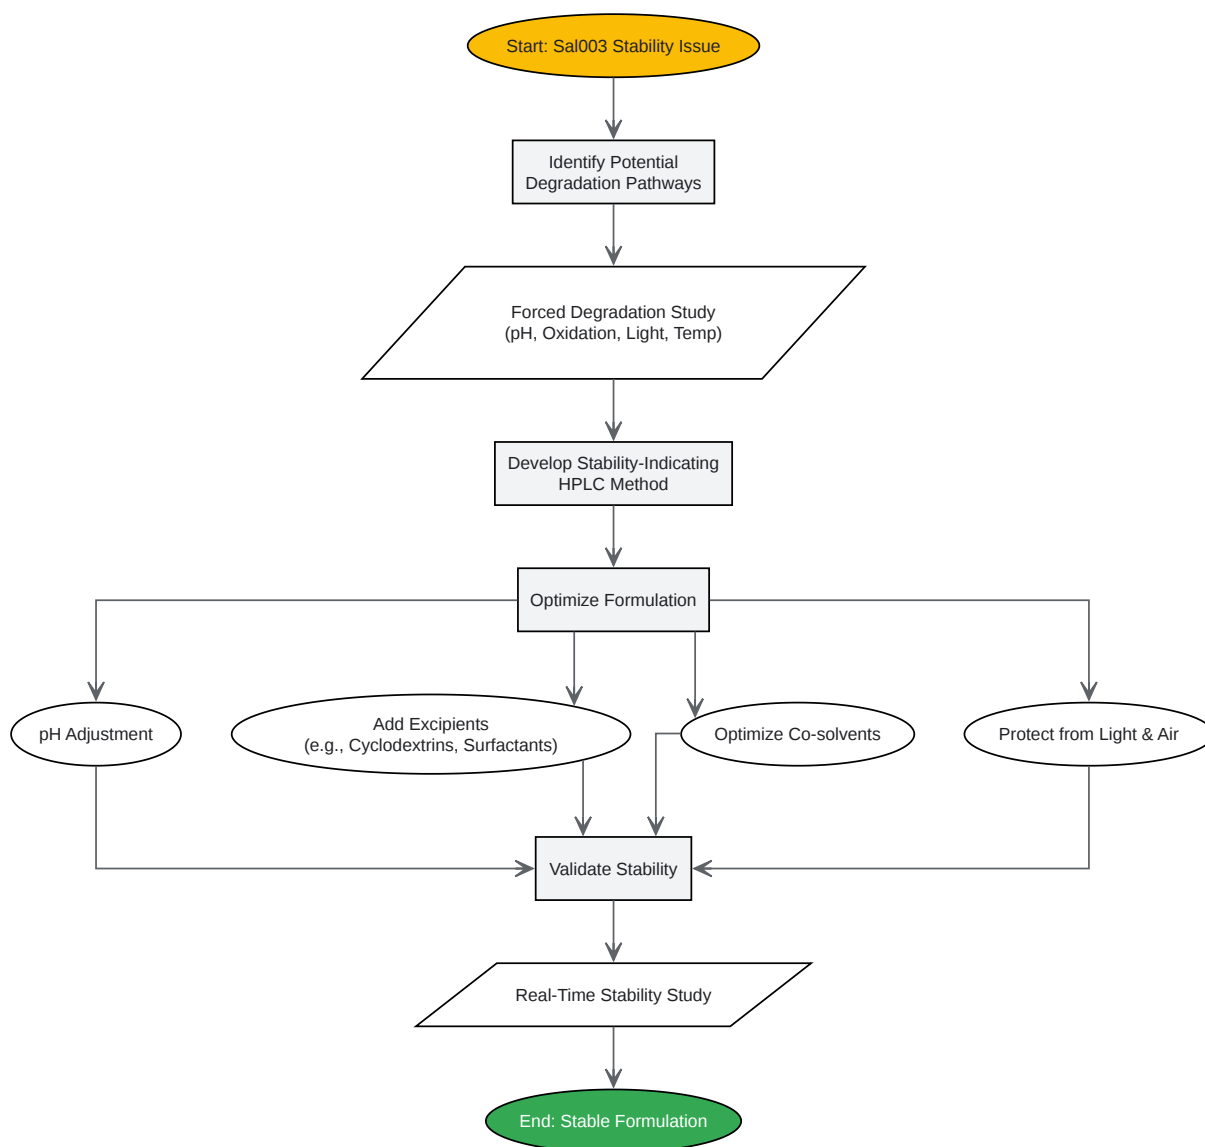 Start: Sal003 Stability Issue
Identify Potential
Degradation Pathways
Forced Degradation Study
(pH, Oxidation, Light, Temp)
Develop Stability-Indicating
HPLC Method
Optimize Formulation
pH Adjustment
Add Excipients
(e.g., Cyclodextrins, Surfactants)
Optimize Co-solvents
Protect from Light & Air
Validate Stability
Real-Time Stability Study
End: Stable Formulation